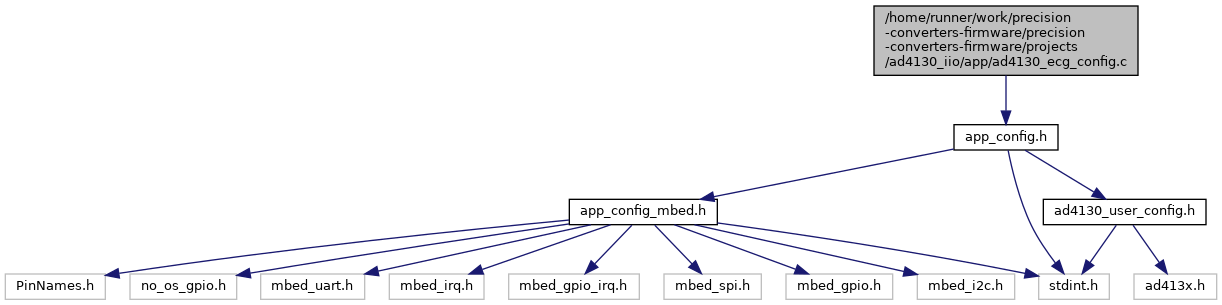 /home/runner/work/precision
-converters-firmware/precision
-converters-firmware/projects
/ad4130_iio/app/ad4130_ecg_config.c
app_config.h
app_config_mbed.h
ad4130_user_config.h
PinNames.h
no_os_gpio.h
mbed_uart.h
mbed_irq.h
mbed_gpio_irq.h
mbed_spi.h
mbed_gpio.h
mbed_i2c.h
stdint.h
ad413x.h